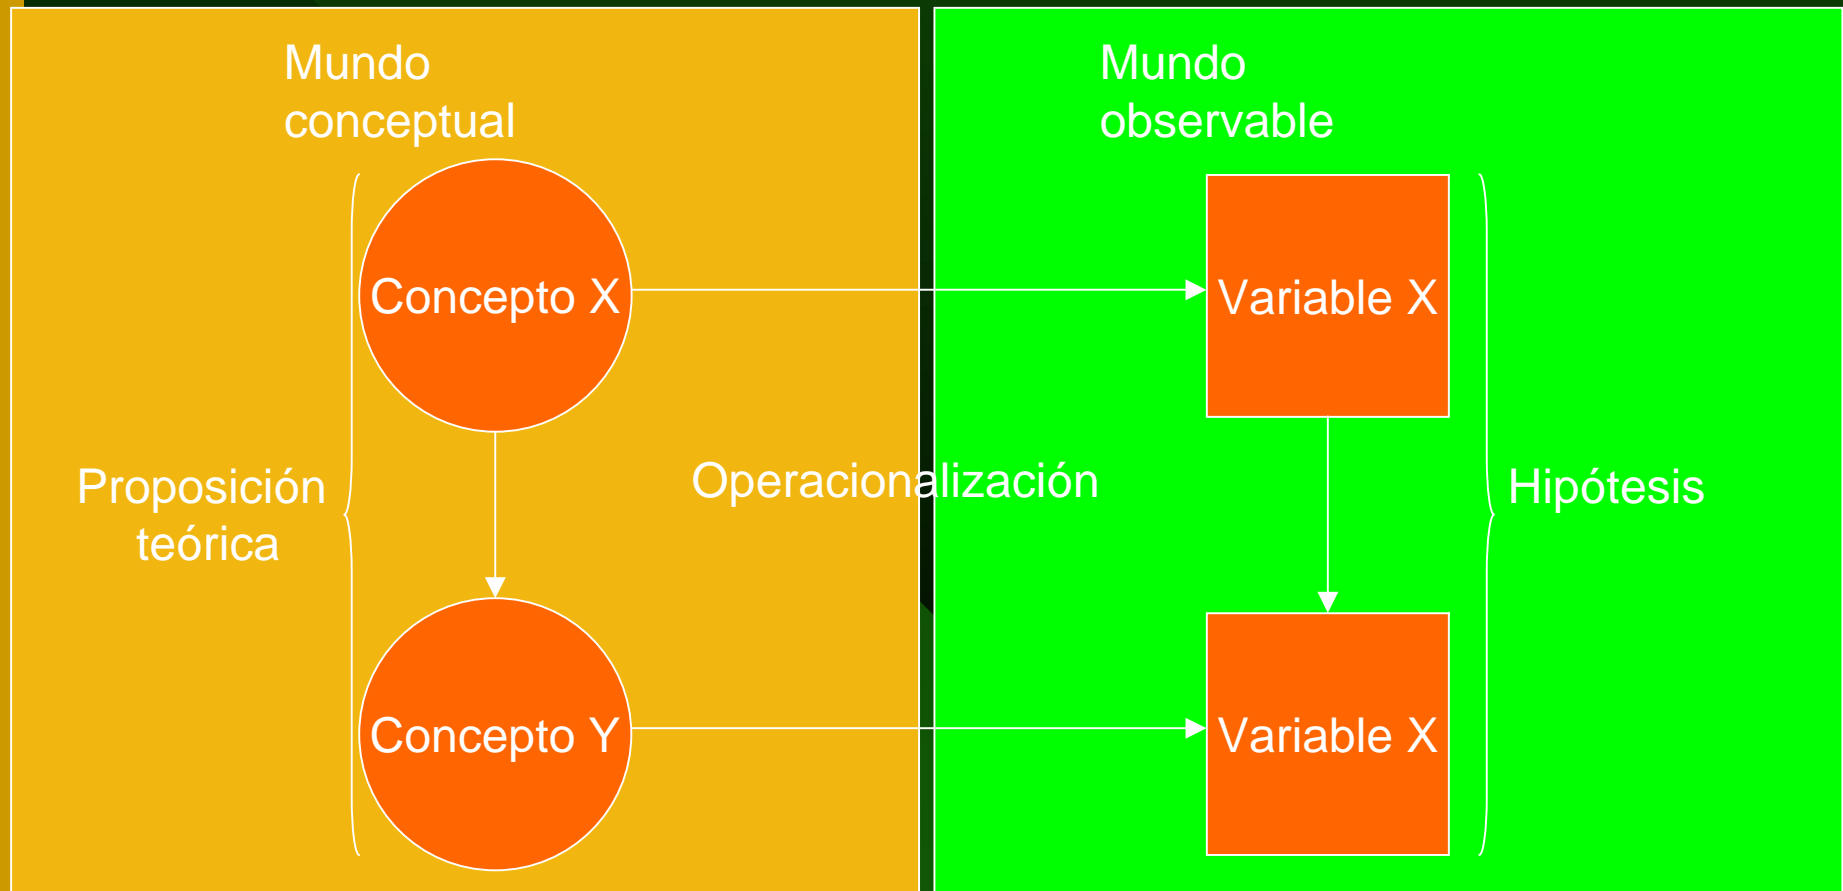 Mundo
conceptual
Mundo
observable
Concepto X
Variable X
Proposición
teórica
Operacionalización
Hipótesis
Concepto Y
Variable X